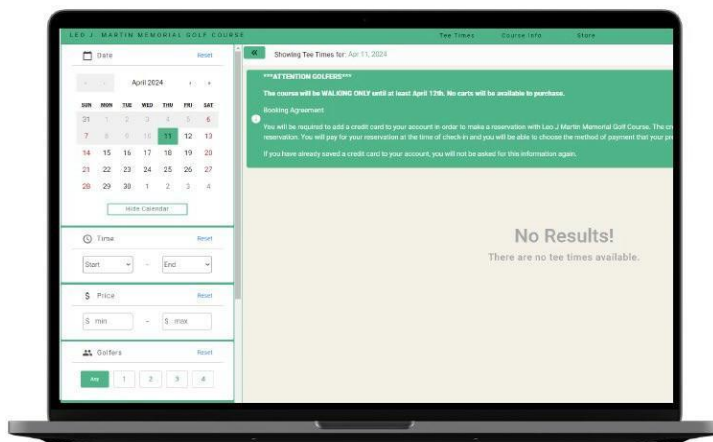 LEO J. MARTIN MEMORIAL GOLF COURSE
Tee Times Course Info Store
Date Reset
April 2024
SUN MON TUE WED THU FRI SAT
31 1 2 3 4 5 6
7 8 9 10 11 12 13
14 15 16 17 18 19 20
21 22 23 24 25 26 27
28 29 30 1 2 3 4
Hide Calendar
Time Reset
Start - End
$ Price Reset
$ min - $ max
Golfers Reset
Any 1 2 3 4
Showing Tee Times for: Apr 11, 2024
***ATTENTION GOLFERS***
The course will be WALKING ONLY until at least April 12th. No carts will be available to purchase.
Booking Agreement
You will be required to add a credit card to your account in order to make a reservation with Leo J Martin Memorial Golf Course. The cr
reservation. You will pay for your reservation at the time of check-in and you will be able to choose the method of payment that your pr
If you have already saved a credit card to your account, you will not be asked for this information again.
No Results!
There are no tee times available.